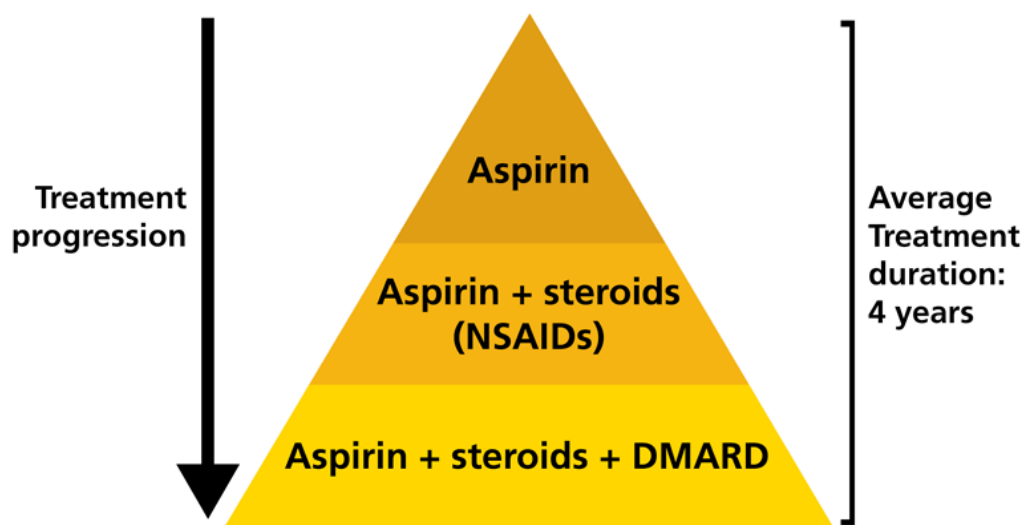 Treatment
progression
Aspirin
Aspirin + steroids
(NSAIDs)
Aspirin + steroids + DMARD
Average
Treatment
duration:
4 years